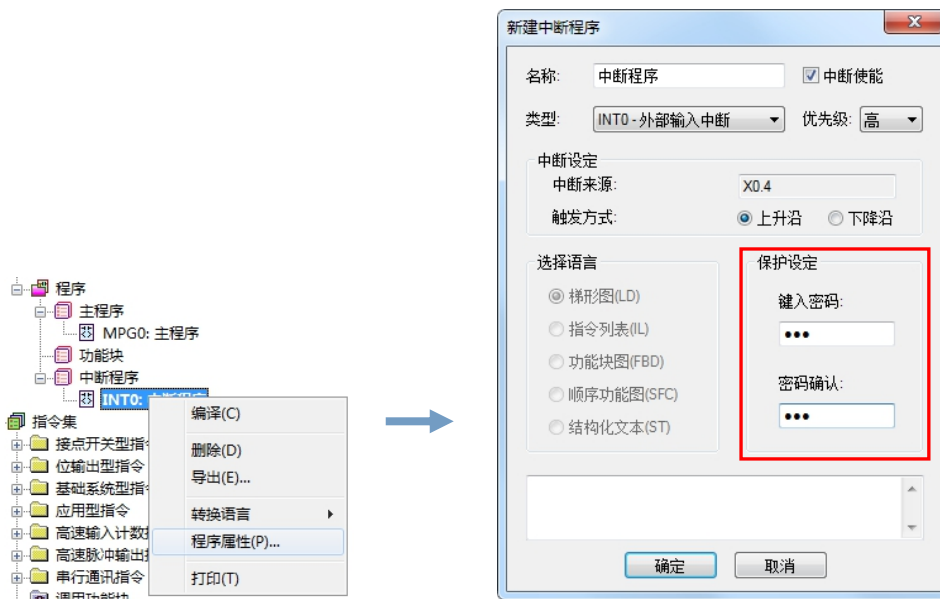 程序
主程序
MPG0: 主程序
功能块
中断程序
INT0:
指令集
接点开关型指
位输出型指令
基础系统型指
应用型指令
高速输入计数
高速脉冲输出
串行通讯指令
调用功能块
编译(C)
删除(D)
导出(E)...
转换语言
程序属性(P)...
打印(T)
新建中断程序
名称: 中断程序 中断使能
类型: INT0 - 外部输入中断 优先级: 高
中断设定
中断来源: X0.4
触发方式: 上升沿 下降沿
选择语言
梯形图(LD)
指令列表(IL)
功能块图(FBD)
顺序功能图(SFC)
结构化文本(ST)
保护设定
键入密码:
●●●
密码确认:
●●●
确定 取消